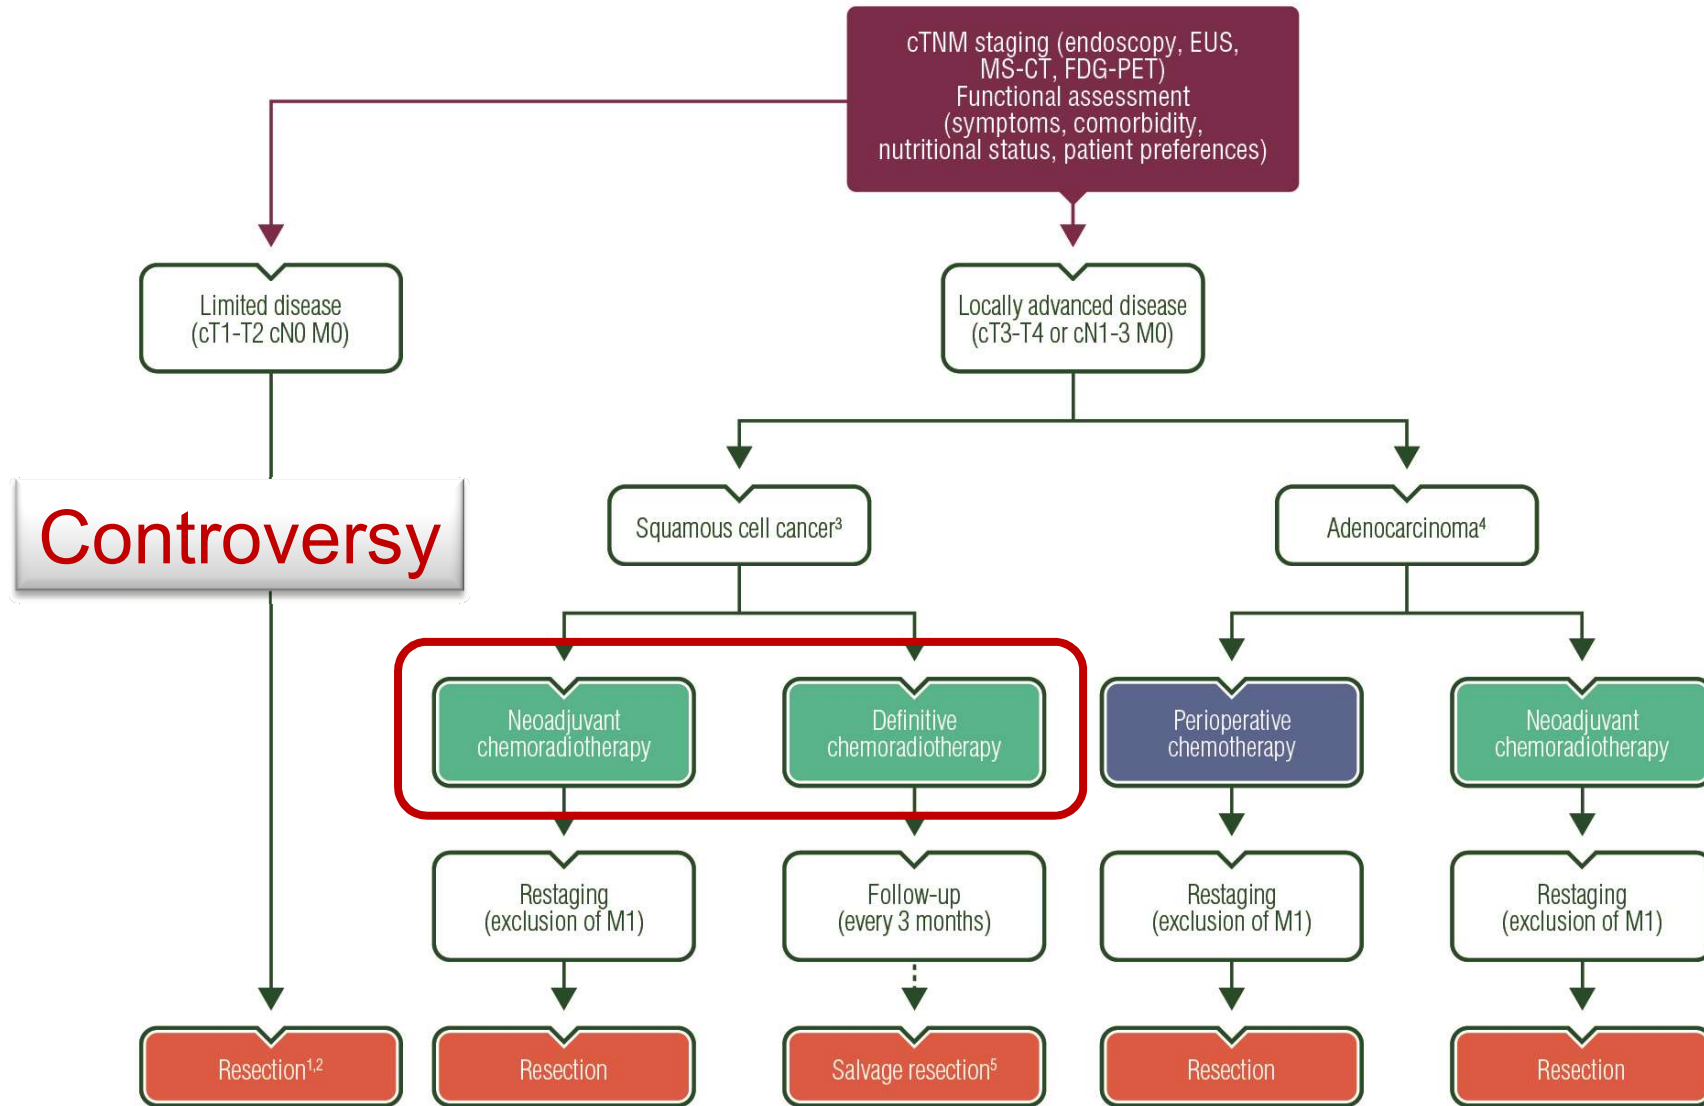 cTNM staging (endoscopy, EUS,
MS-CT, FDG-PET)
Functional assessment
(symptoms, comorbidity,
nutritional status, patient preferences)
Limited disease
(cT1-T2 cN0 M0)
Locally advanced disease
(cT3-T4 or cN1-3 M0)
Controversy
Squamous cell cancer³
Adenocarcinoma⁴
Neoadjuvant
chemoradiotherapy
Definitive
chemoradiotherapy
Perioperative
chemotherapy
Neoadjuvant
chemoradiotherapy
Restaging
(exclusion of M1)
Follow-up
(every 3 months)
Restaging
(exclusion of M1)
Restaging
(exclusion of M1)
Resection¹,²
Resection
Salvage resection⁵
Resection
Resection